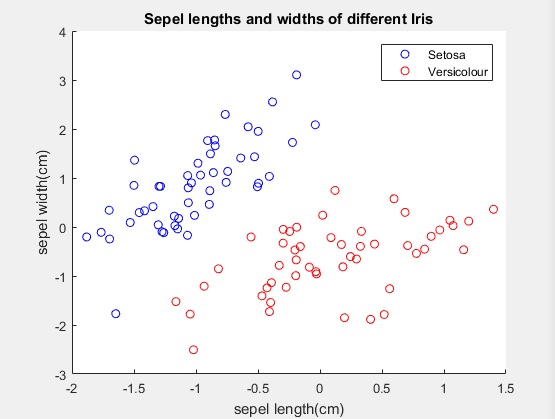 Sepel lengths and widths of different Iris
4
3
2
1
0
-1
-2
-3
sepel width(cm)
Setosa
Versicolour
-2 -1.5 -1 -0.5 0 0.5 1 1.5
sepel length(cm)